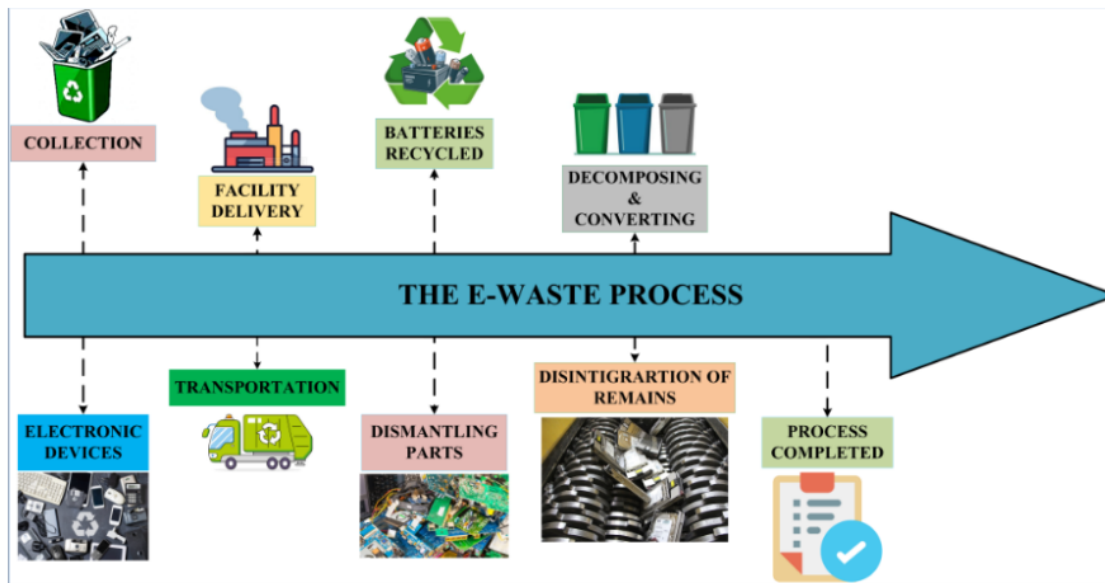 COLLECTION
FACILITY
DELIVERY
BATTERIES
RECYCLED
DECOMPOSING
&
CONVERTING
THE E-WASTE PROCESS
ELECTRONIC
DEVICES
TRANSPORTATION
DISMANTLING
PARTS
DISINTIGRARTION OF
REMAINS
PROCESS
COMPLETED